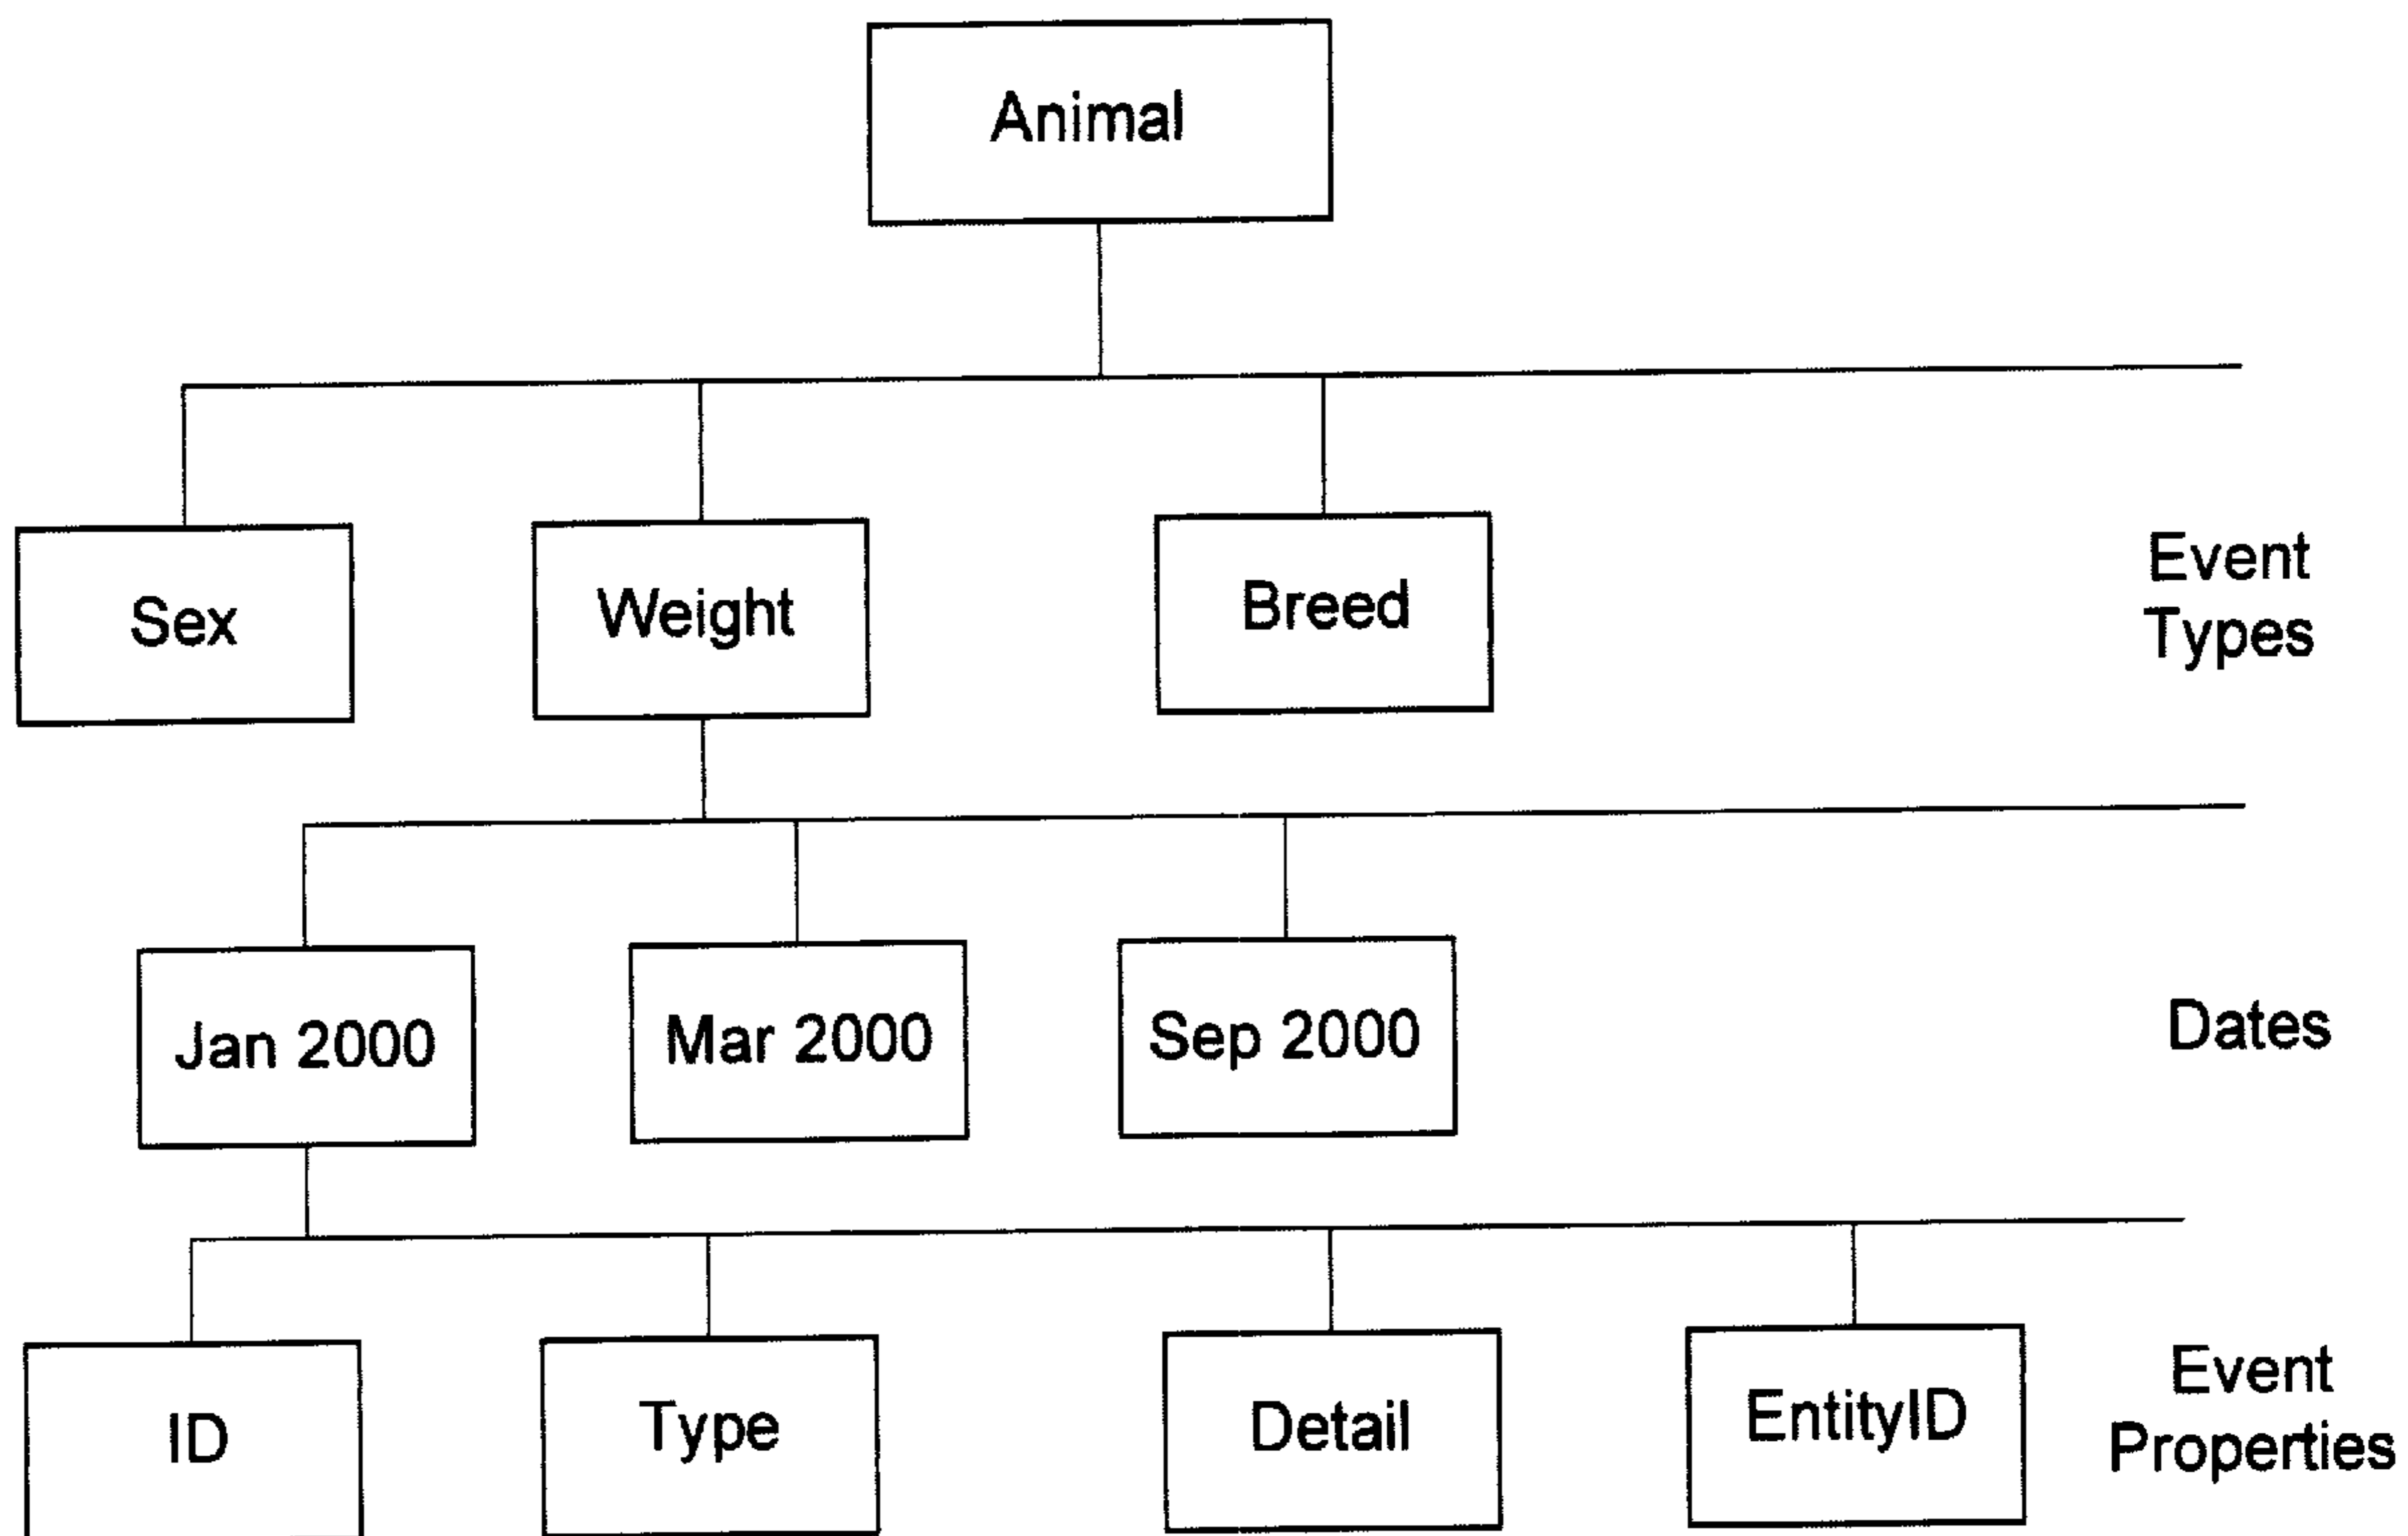 Animal
Sex
Weight
Breed
Event
Types
Jan 2000
Mar 2000
Sep 2000
Dates
ID
Type
Detail
EntityID
Event
Properties